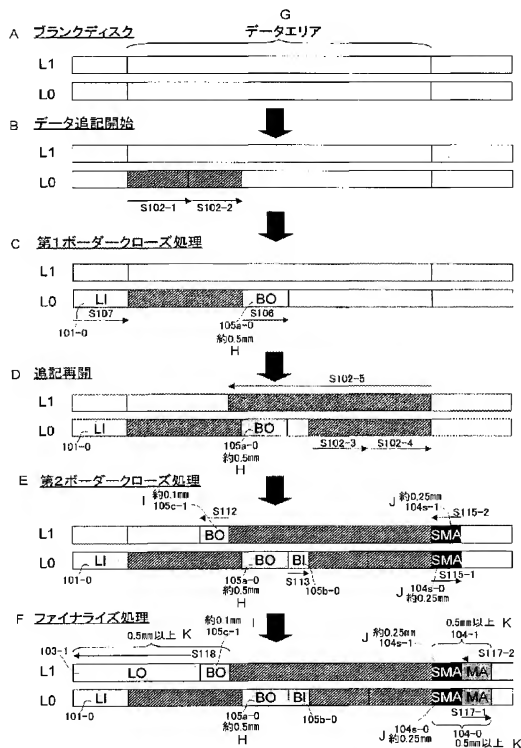 G
A ブランクディスク データエリア
L1
L0
B データ追記開始
L1
L0
S102-1 S102-2
C 第1ボーダークローズ処理
L1
L0 LI BO
S107 S106
101-0 105a-0
約0.5mm
H
D 追記再開
S102-5
L1
L0 LI BO
101-0 105a-0 S102-3 S102-4
約0.5mm
H
E 第2ボーダークローズ処理
I 約0.1mm S112 J 約0.25mm S115-2
105c-1 104s-1
L1 BO SMA
L0 LI BO BI SMA
101-0 105a-0 S113 105b-0 104s-0 S115-1
約0.5mm J 約0.25mm
H
F ファイナライズ処理 約0.1mm I
105c-1 J 約0.25mm 0.5mm以上 K
0.5mm以上 K 104s-1 104-1
103-1 S118 S117-2
L1 LO BO SMA MA
L0 LI BO BI SMA MA
101-0 105a-0 105b-0 104s-0 S117-1
約0.5mm J 約0.25mm 104-0
H 0.5mm以上 K